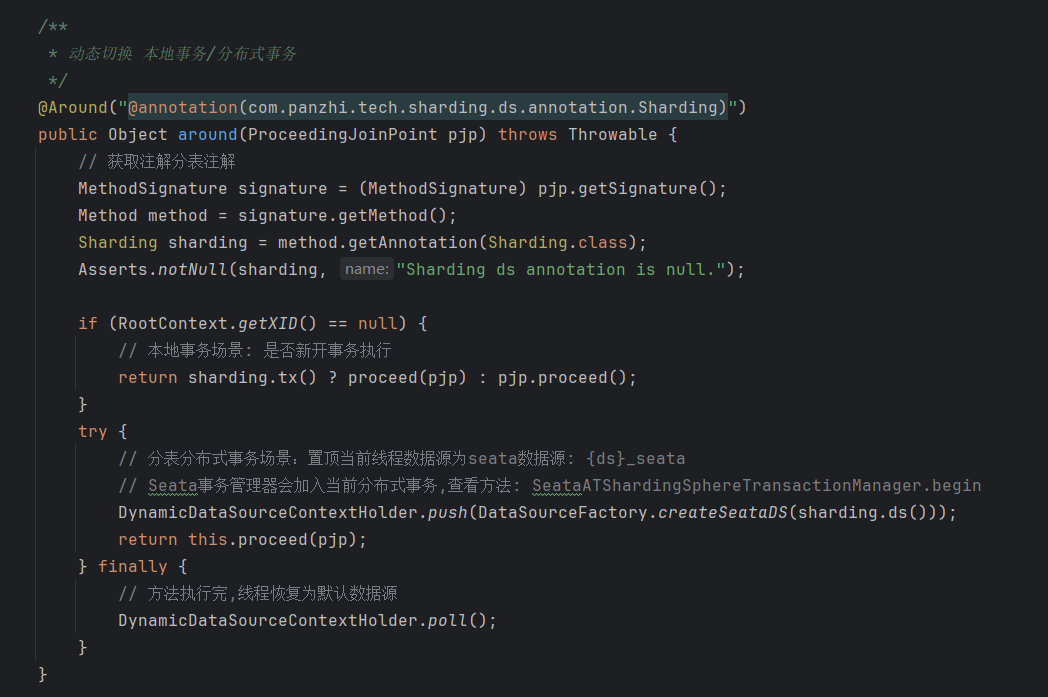 /**
 * 动态切换 本地事务/分布式事务
 */
@Around("@annotation(com.panzhi.tech.sharding.ds.annotation.Sharding)")
public Object around(ProceedingJoinPoint pjp) throws Throwable {
    // 获取注解分表注解
    MethodSignature signature = (MethodSignature) pjp.getSignature();
    Method method = signature.getMethod();
    Sharding sharding = method.getAnnotation(Sharding.class);
    Asserts.notNull(sharding, name: "Sharding ds annotation is null.");

    if (RootContext.getXID() == null) {
        // 本地事务场景: 是否新开事务执行
        return sharding.tx() ? proceed(pjp) : pjp.proceed();
    }
    try {
        // 分表分布式事务场景：置顶当前线程数据源为seata数据源: {ds}_seata
        // Seata事务管理器会加入当前分布式事务,查看方法: SeataATShardingSphereTransactionManager.begin
        DynamicDataSourceContextHolder.push(DataSourceFactory.createSeataDS(sharding.ds()));
        return this.proceed(pjp);
    } finally {
        // 方法执行完,线程恢复为默认数据源
        DynamicDataSourceContextHolder.poll();
    }
}